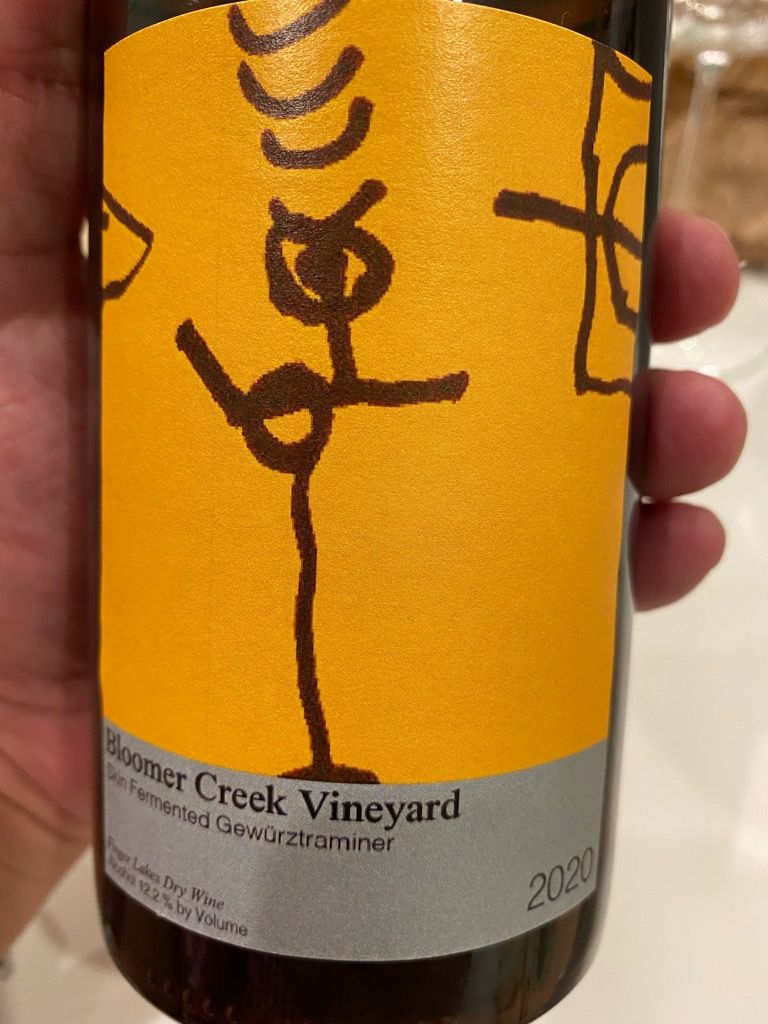 Bloomer Creek Vineyard
Skin Fermented Gewürztraminer
Finger Lakes Dry Wine
Alcohol 12.2 % by Volume
2020